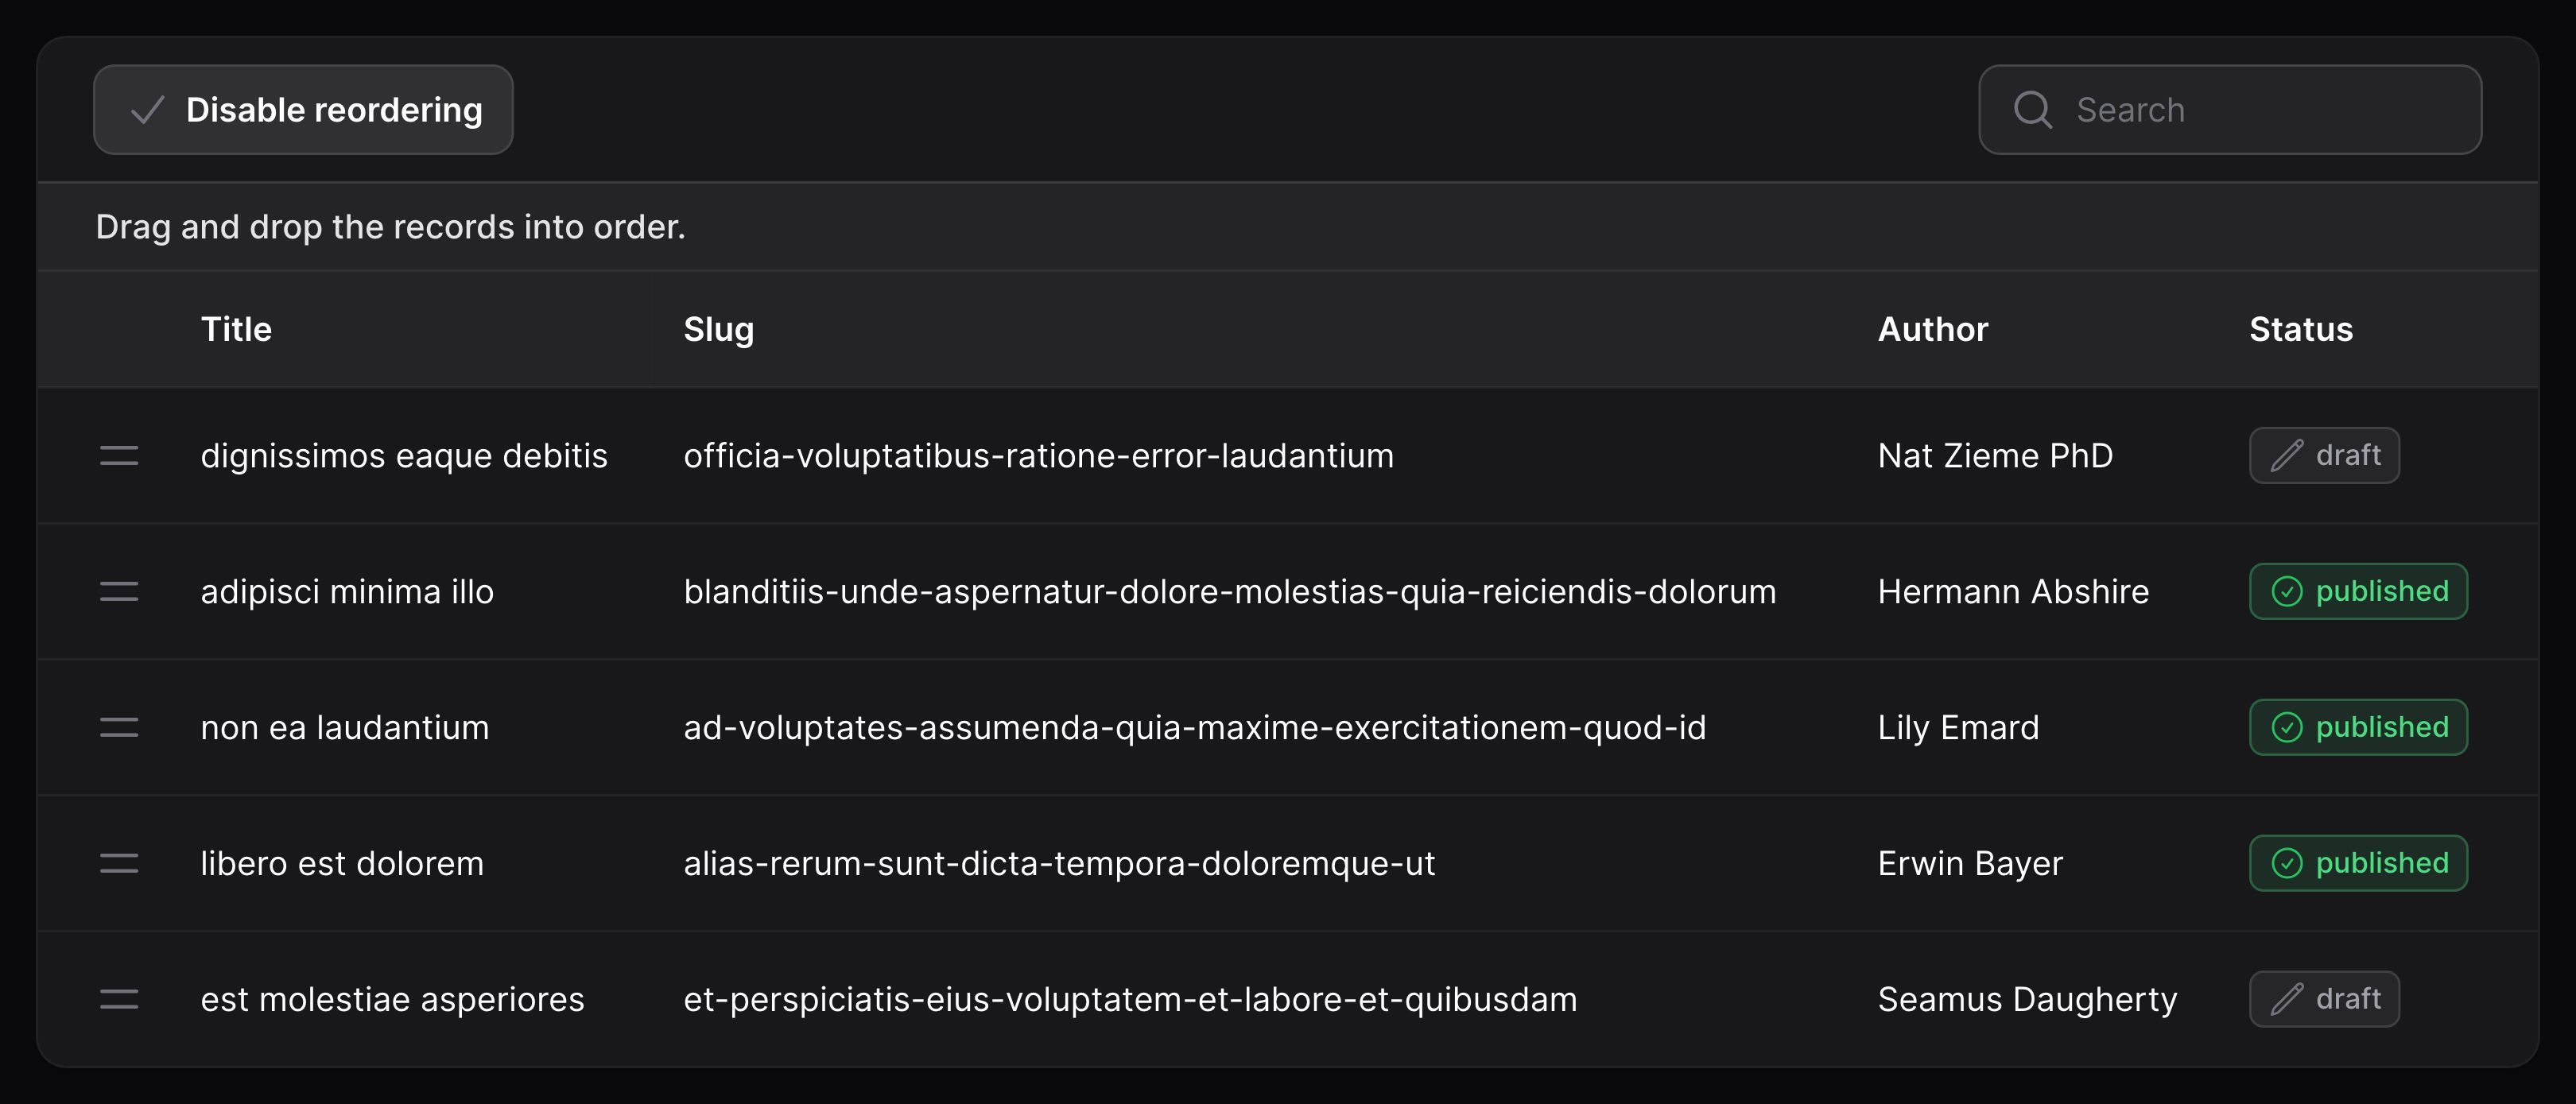 Disable reordering
Search
Drag and drop the records into order.
Title Slug Author Status
dignissimos eaque debitis officia-voluptatibus-ratione-error-laudantium Nat Zieme PhD draft
adipisci minima illo blanditiis-unde-aspernatur-dolore-molestias-quia-reiciendis-dolorum Hermann Abshire published
non ea laudantium ad-voluptates-assumenda-quia-maxime-exercitationem-quod-id Lily Emard published
libero est dolorem alias-rerum-sunt-dicta-tempora-doloremque-ut Erwin Bayer published
est molestiae asperiores et-perspiciatis-eius-voluptatem-et-labore-et-quibusdam Seamus Daugherty draft